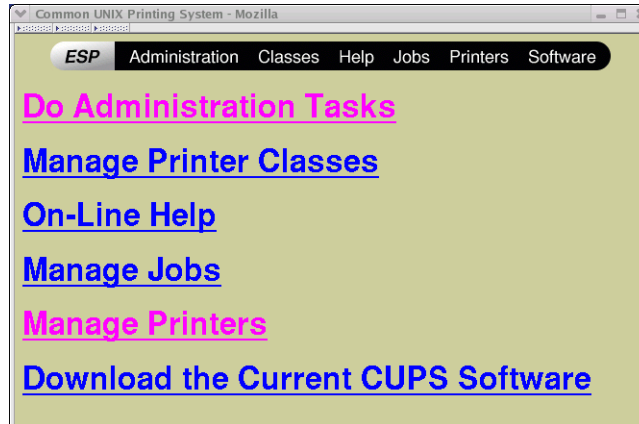 Common UNIX Printing System - Mozilla
ESP Administration Classes Help Jobs Printers Software
Do Administration Tasks
Manage Printer Classes
On-Line Help
Manage Jobs
Manage Printers
Download the Current CUPS Software